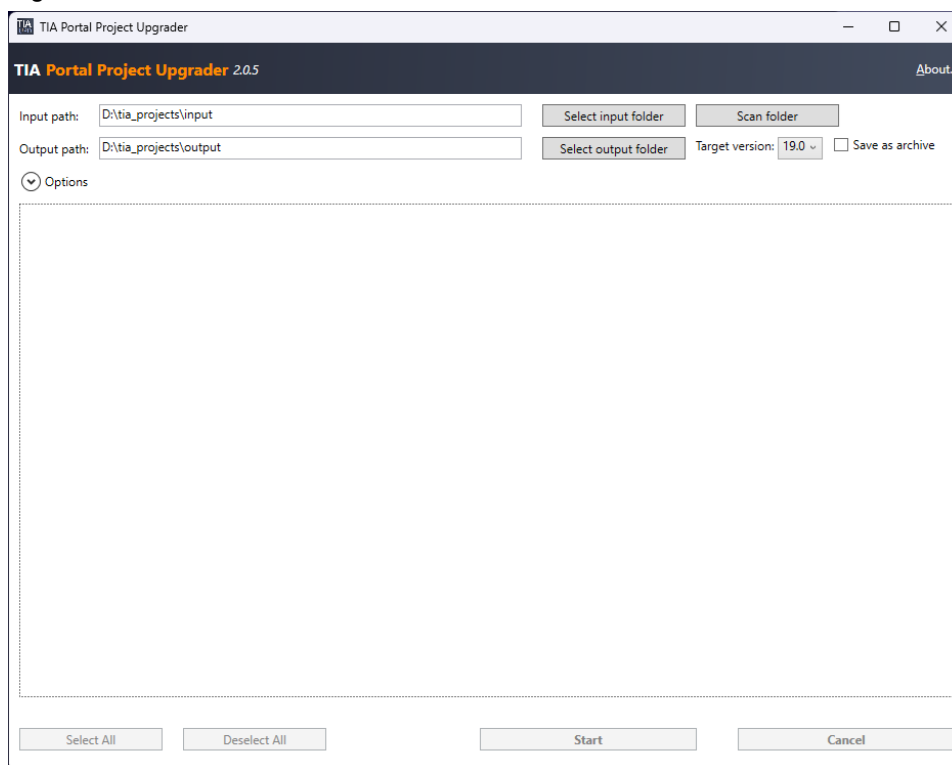 TIA Portal Project Upgrader
TIA Portal Project Upgrader 2.0.5
About
Input path: D:\tia_projects\input Select input folder Scan folder
Output path: D:\tia_projects\output Select output folder Target version: 19.0 Save as archive
Options
Select All Deselect All Start Cancel